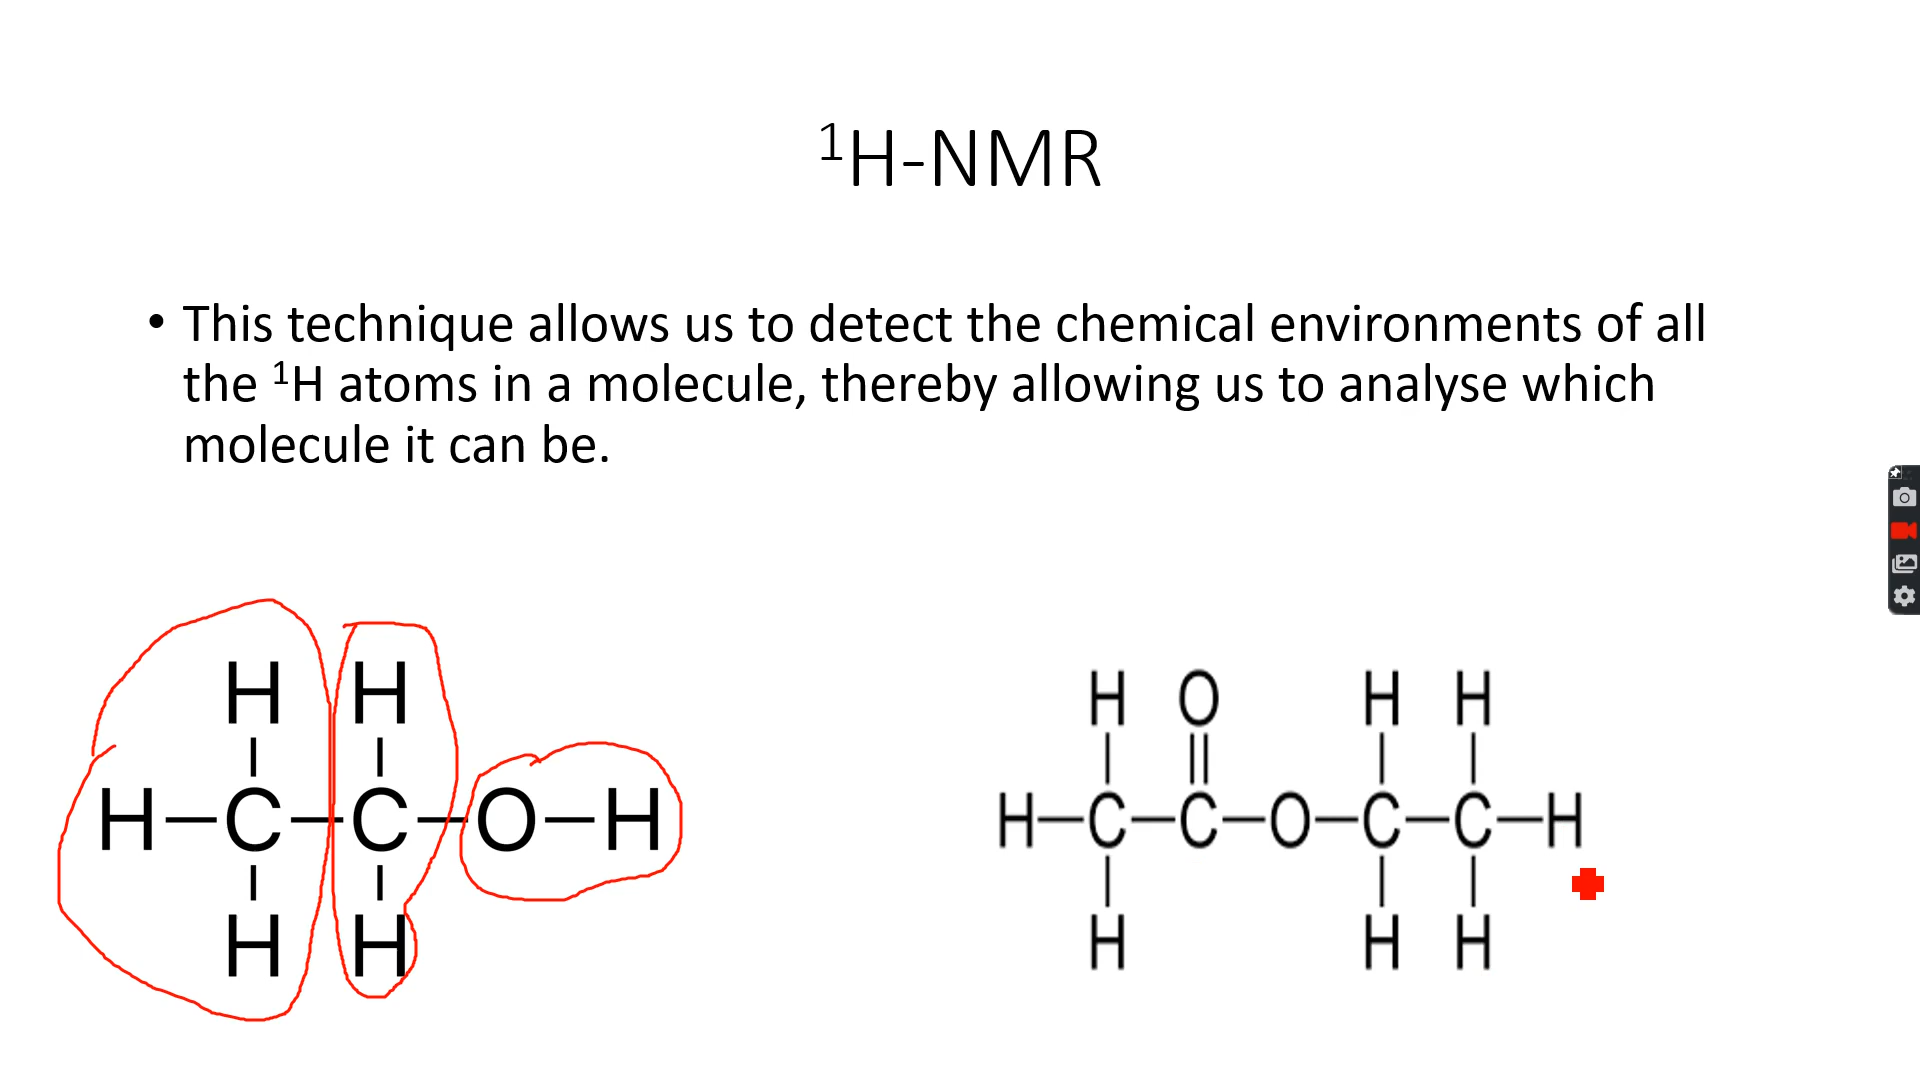 ¹H-NMR
• This technique allows us to detect the chemical environments of all
the ¹H atoms in a molecule, thereby allowing us to analyse which
molecule it can be.
H H
H—C—C—O—H
H H
H O H H
H—C—C—O—C—C—H
H H H